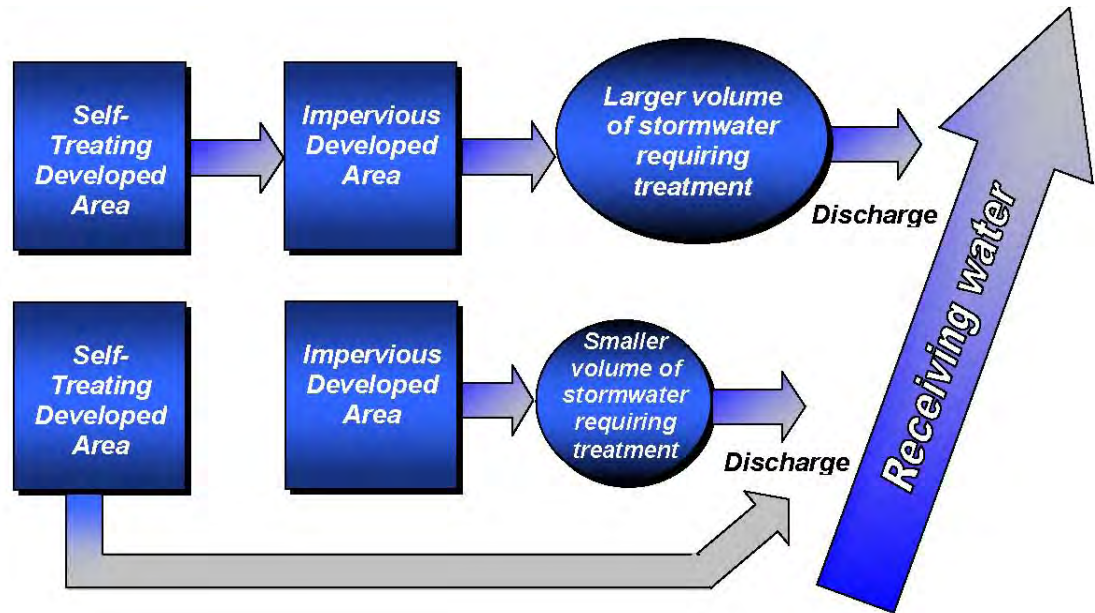 Self-
Treating
Developed
Area
Impervious
Developed
Area
Larger volume
of stormwater
requiring
treatment
Discharge
Receiving water
Self-
Treating
Developed
Area
Impervious
Developed
Area
Smaller
volume of
stormwater
requiring
treatment
Discharge